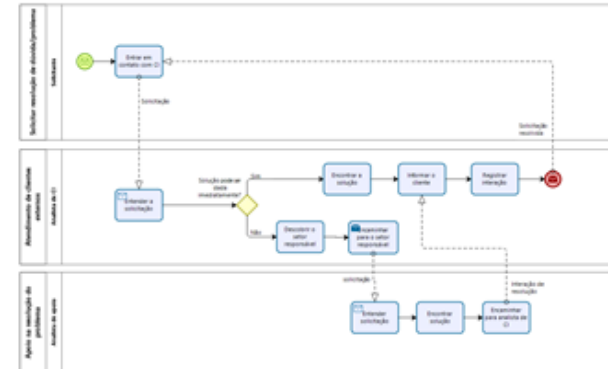 Solicitar resolução de dúvida/problema
Solicitante
Entrar em
contato com CI
Solicitação
Solicitação
resolvida
Atendimento de clientes
externos
Analista de CI
Entender a
solicitação
Solução pode ser
dada
imediatamente?
Sim
Não
Encontrar a
solução
Informar o
cliente
Registrar
interação
Descobrir o
setor
responsável
Encaminhar
para o setor
responsável
solicitação
Interação de
resolução
Apoio na resolução do
problema
Analista de apoio
Entender
solicitação
Encontrar
solução
Encaminhar
para analista de
CI